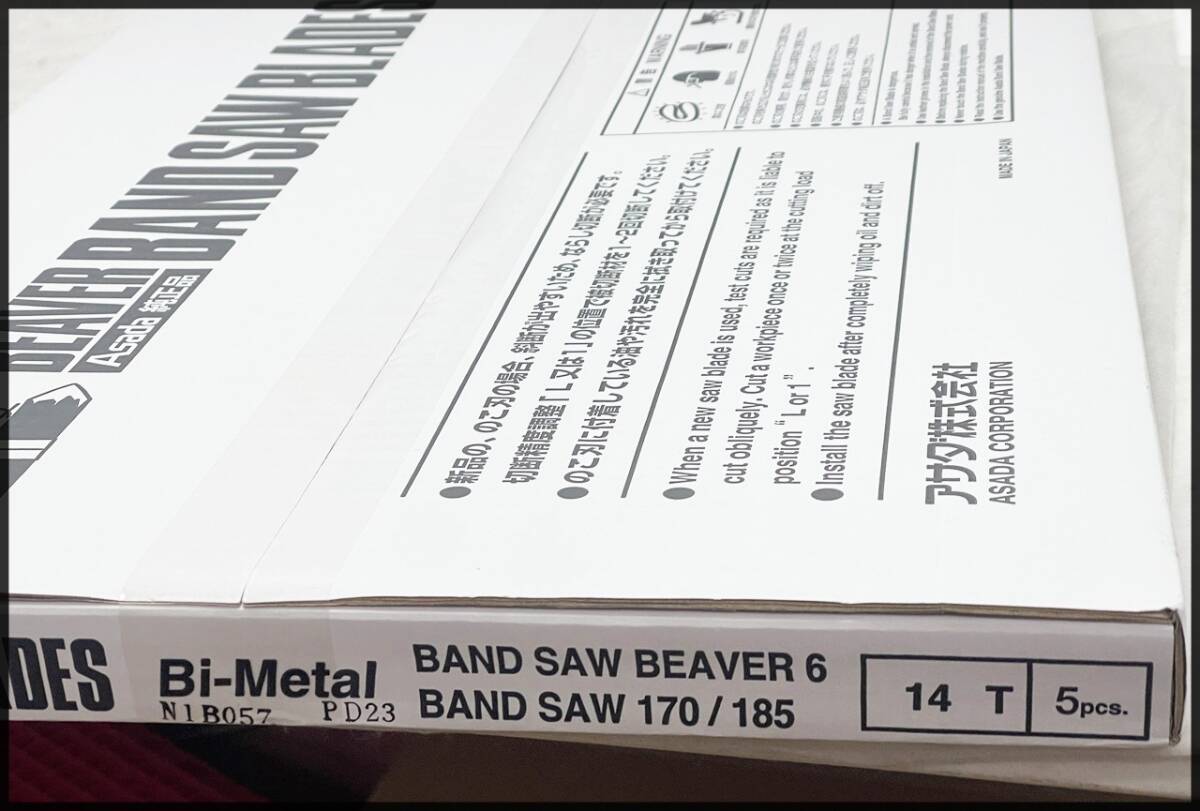 BEAVER BAND SAW BLADES
Asada 純正品
警告 WARNING
●新品の、のこ刃の場合、斜断が出やすいため、ならし切断が必要です。
切断精度調整「L又は1」の位置で被切断材を1~2回切断してください。
●のこ刃に付着している油や汚れを完全に拭き取ってから取付けてください。
●When a new saw blade is used, test cuts are required as it is liable to
cut obliquely. Cut a workpiece once or twice at the cutting load
position “L or 1”.
●Install the saw blade after completely wiping oil and dirt off.
アサダ株式会社
ASADA CORPORATION
MADE IN JAPAN
DES
Bi-Metal
N1B057 PD23
BAND SAW BEAVER 6
BAND SAW 170 / 185
14 T
5pcs.